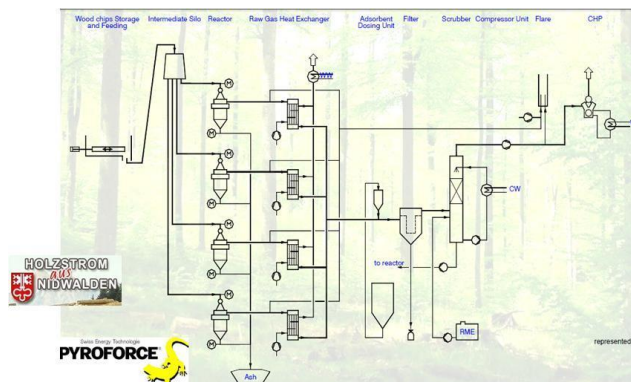 Wood chips Storage and Feeding
Intermediate Silo
Reactor
Raw Gas Heat Exchanger
Adsorbent Dosing Unit
Filter
Scrubber
Compressor Unit
Flare
CHP
M
M
M
M
M
M
M
M
CW
to reactor
RME
Ash
HOLZSTROM
aus
NIDWALDEN
Swiss Energy Technologie
PYROFORCE
represented